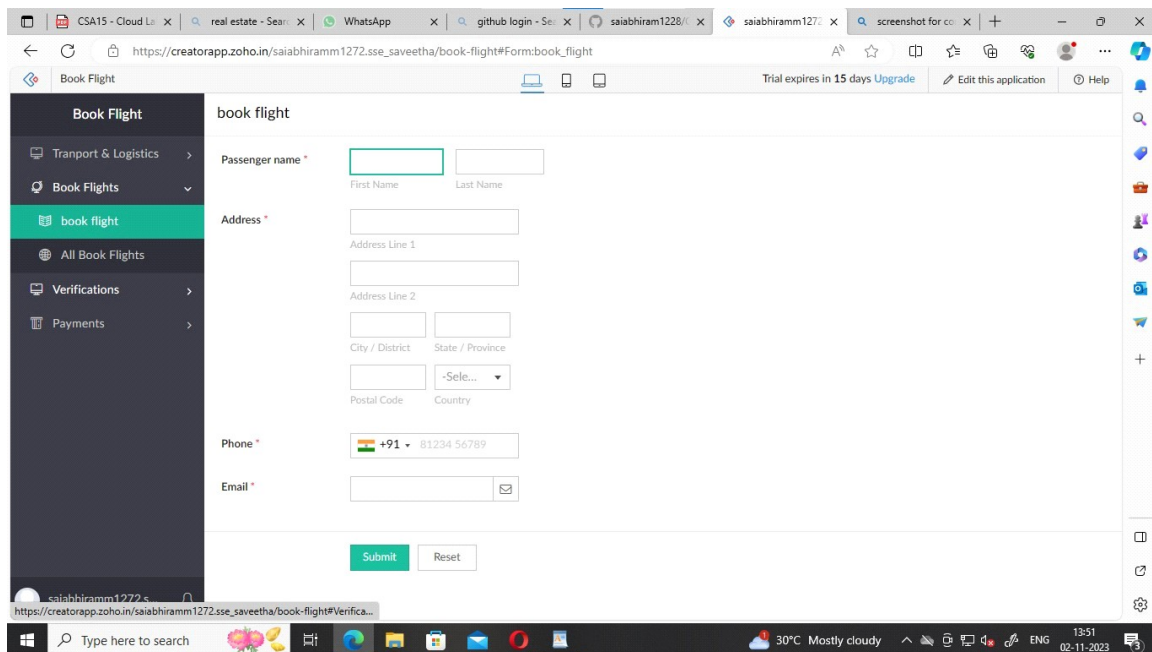 CSA15 - Cloud La
real estate - Searc
WhatsApp
github login - Sea
saiabhiram1228/C
saiabhiramm1272
screenshot for co
https://creatorapp.zoho.in/saiabhiramm1272.sse_saveetha/book-flight#Form:book_flight
Book Flight
Trial expires in 15 days Upgrade
Edit this application
Help
Book Flight
book flight
Tranport & Logistics
Book Flights
book flight
All Book Flights
Verifications
Payments
Passenger name *
First Name
Last Name
Address *
Address Line 1
Address Line 2
City / District
State / Province
-Sele...
Postal Code
Country
Phone *
+91
81234 56789
Email *
Submit
Reset
saiabhiramm1272.s...
https://creatorapp.zoho.in/saiabhiramm1272.sse_saveetha/book-flight#Verifica...
Type here to search
30°C Mostly cloudy
ENG
13:51
02-11-2023
3